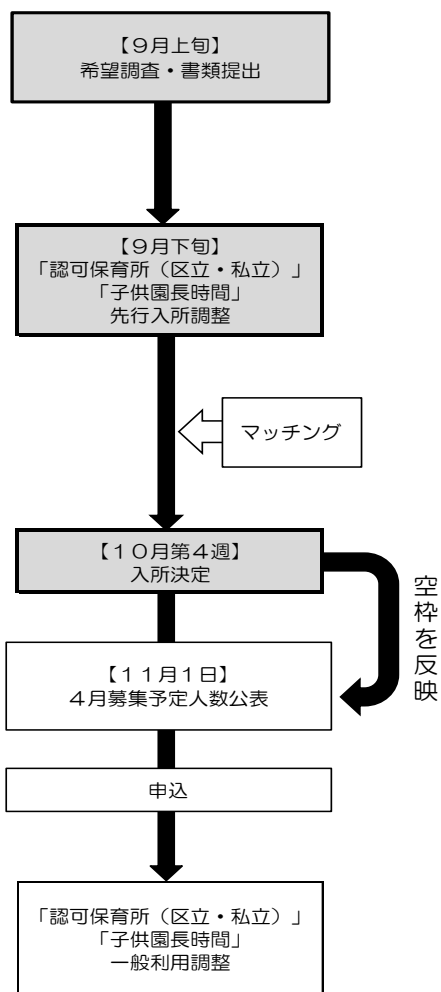 【９月上旬】
希望調査・書類提出
【９月下旬】
「認可保育所（区立・私立）」
「子供園長時間」
先行入所調整
マッチング
【１０月第４週】
入所決定
空枠を反映
【１１月１日】
４月募集予定人数公表
申込
「認可保育所（区立・私立）」
「子供園長時間」
一般利用調整